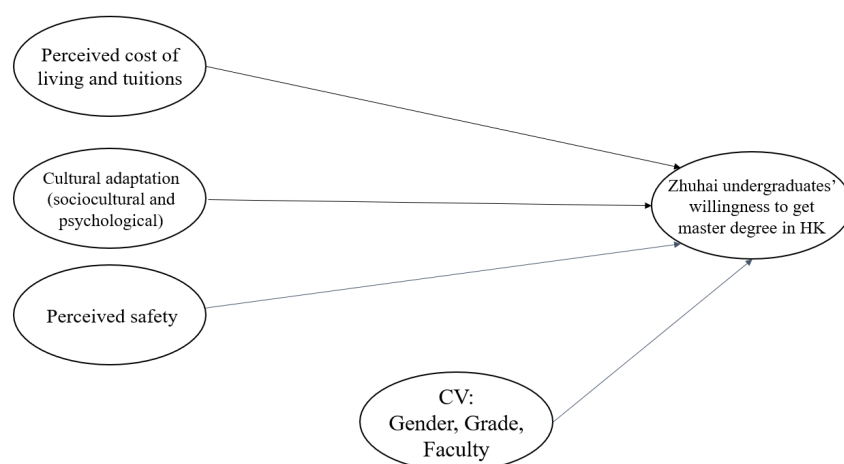 Perceived cost of
living and tuitions
Cultural adaptation
(sociocultural and
psychological)
Zhuhai undergraduates’
willingness to get
master degree in HK
Perceived safety
CV:
Gender, Grade,
Faculty